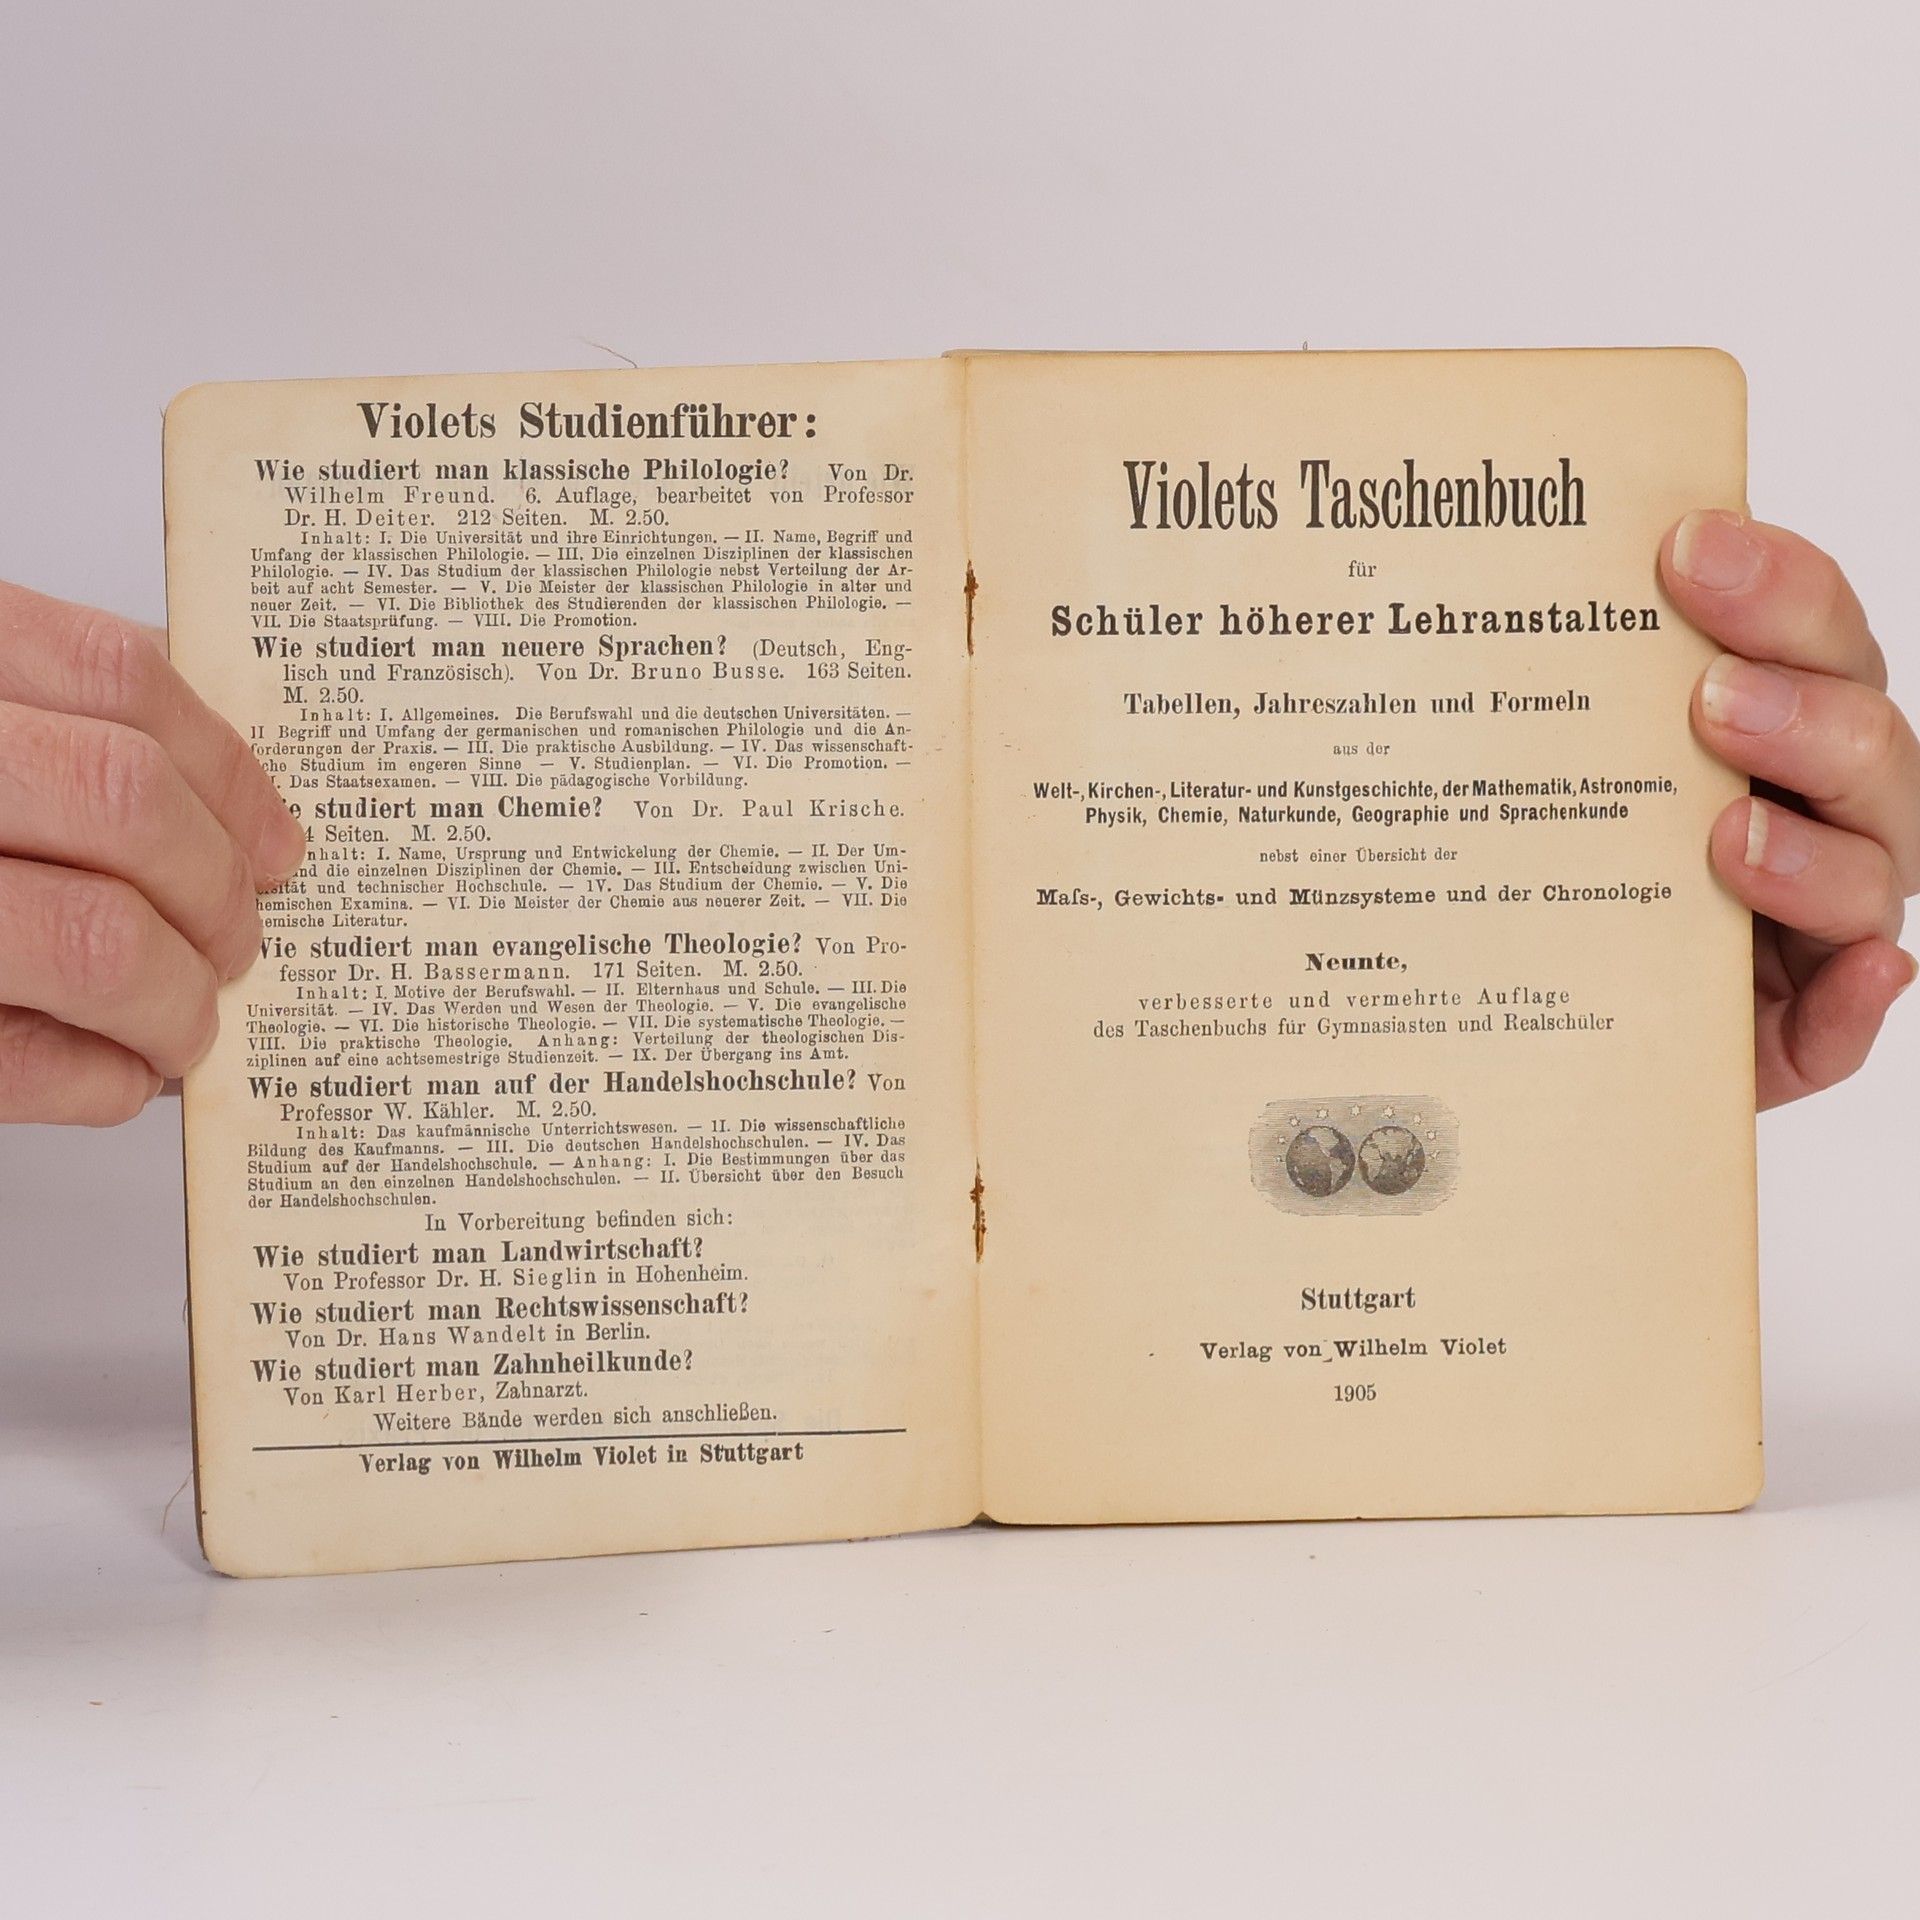 Violets Studienführer:
Wie studiert man klassische Philologie? Von Dr.
Wilhelm Freund. 6. Auflage, bearbeitet von Professor
Dr. H. Deiter. 212 Seiten. M. 2.50.
Inhalt: I. Die Universität und ihre Einrichtungen. — II. Name, Begriff und
Umfang der klassischen Philologie. — III. Die einzelnen Disziplinen der klassischen
Philologie. — IV. Das Studium der klassischen Philologie nebst Verteilung der Ar-
beit auf acht Semester. — V. Die Meister der klassischen Philologie in alter und
neuer Zeit. — VI. Die Bibliothek des Studierenden der klassischen Philologie. —
VII. Die Staatsprüfung. — VIII. Die Promotion.
Wie studiert man neuere Sprachen? (Deutsch, Eng-
lisch und Französisch). Von Dr. Bruno Busse. 163 Seiten.
M. 2.50.
Inhalt: I. Allgemeines. Die Berufswahl und die deutschen Universitäten. —
II Begriff und Umfang der germanischen und romanischen Philologie und die An-
forderungen der Praxis. — III. Die praktische Ausbildung. — IV. Das wissenschaft-
che Studium im engeren Sinne — V. Studienplan. — VI. Die Promotion. —
I. Das Staatsexamen. — VIII. Die pädagogische Vorbildung.
e studiert man Chemie? Von Dr. Paul Krische.
4 Seiten. M. 2.50.
nhalt: I. Name, Ursprung und Entwickelung der Chemie. — II. Der Um-
nd die einzelnen Disziplinen der Chemie. — III. Entscheidung zwischen Uni-
sität und technischer Hochschule. — IV. Das Studium der Chemie. — V. Die
hemischen Examina. — VI. Die Meister der Chemie aus neuerer Zeit. — VII. Die
emische Literatur.
Wie studiert man evangelische Theologie? Von Pro-
fessor Dr. H. Bassermann. 171 Seiten. M. 2.50.
Inhalt: I. Motive der Berufswahl. — II. Elternhaus und Schule. — III. Die
Universität. — IV. Das Werden und Wesen der Theologie. — V. Die evangelische
Theologie. — VI. Die historische Theologie. — VII. Die systematische Theologie. —
VIII. Die praktische Theologie. Anhang: Verteilung der theologischen Dis-
ziplinen auf eine achtsemestrige Studienzeit. — IX. Der Übergang ins Amt.
Wie studiert man auf der Handelshochschule? Von
Professor W. Kähler. M. 2.50.
Inhalt: Das kaufmännische Unterrichtswesen. — II. Die wissenschaftliche
Bildung des Kaufmanns. — III. Die deutschen Handelshochschulen. — IV. Das
Studium auf der Handelshochschule. — Anhang: I. Die Bestimmungen über das
Studium an den einzelnen Handelshochschulen. — II. Übersicht über den Besuch
der Handelshochschulen.
In Vorbereitung befinden sich:
Wie studiert man Landwirtschaft?
Von Professor Dr. H. Sieglin in Hohenheim.
Wie studiert man Rechtswissenschaft?
Von Dr. Hans Wandelt in Berlin.
Wie studiert man Zahnheilkunde?
Von Karl Herber, Zahnarzt.
Weitere Bände werden sich anschließen.
Verlag von Wilhelm Violet in Stuttgart
Violets Taschenbuch
für
Schüler höherer Lehranstalten
Tabellen, Jahreszahlen und Formeln
aus der
Welt-, Kirchen-, Literatur- und Kunstgeschichte, der Mathematik, Astronomie,
Physik, Chemie, Naturkunde, Geographie und Sprachenkunde
nebst einer Übersicht der
Maſs-, Gewichts- und Münzsysteme und der Chronologie
Neunte,
verbesserte und vermehrte Auflage
des Taschenbuchs für Gymnasiasten und Realschüler
Stuttgart
Verlag von Wilhelm Violet
1905